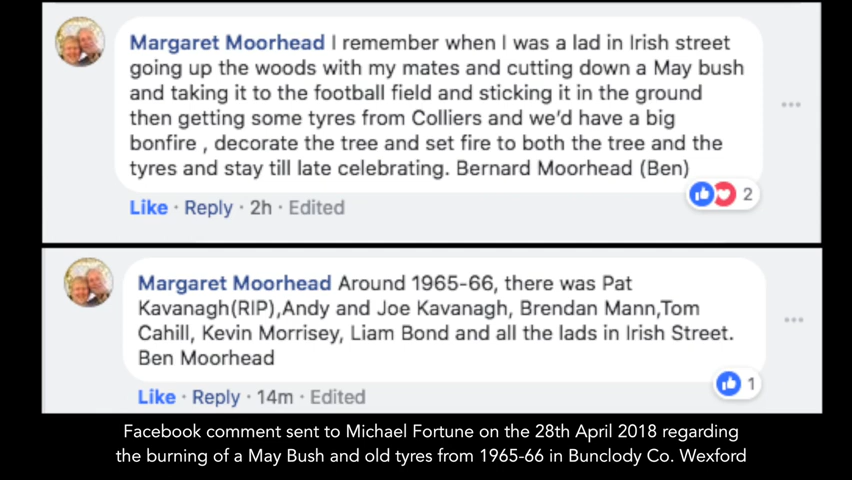 Margaret Moorhead I remember when I was a lad in Irish street
going up the woods with my mates and cutting down a May bush
and taking it to the football field and sticking it in the ground
then getting some tyres from Colliers and we'd have a big
bonfire , decorate the tree and set fire to both the tree and the
tyres and stay till late celebrating. Bernard Moorhead (Ben)
2
Like · Reply · 2h · Edited
Margaret Moorhead Around 1965-66, there was Pat
Kavanagh(RIP),Andy and Joe Kavanagh, Brendan Mann,Tom
Cahill, Kevin Morrisey, Liam Bond and all the lads in Irish Street.
Ben Moorhead
1
Like · Reply · 14m · Edited
Facebook comment sent to Michael Fortune on the 28th April 2018 regarding
the burning of a May Bush and old tyres from 1965-66 in Bunclody Co. Wexford